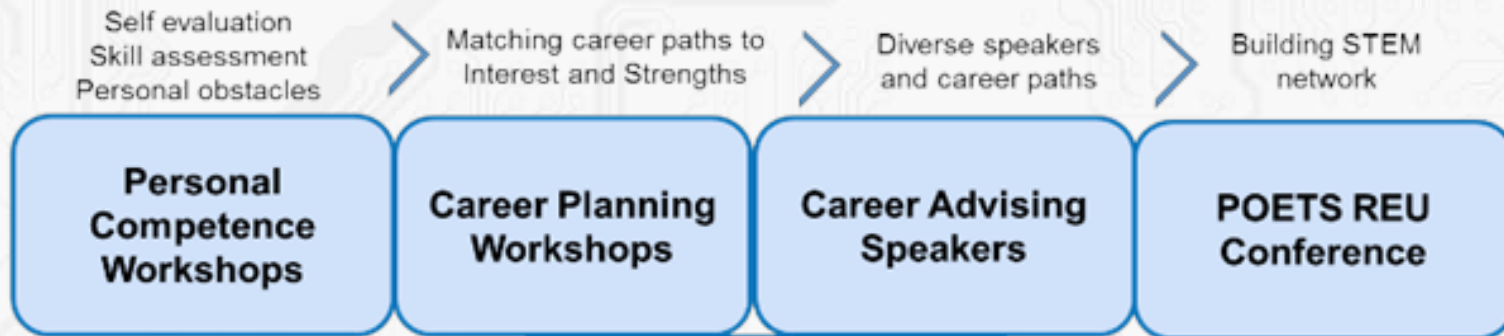 Self evaluation
Skill assessment
Personal obstacles
Matching career paths to
Interest and Strengths
Diverse speakers
and career paths
Building STEM
network
Personal
Competence
Workshops
Career Planning
Workshops
Career Advising
Speakers
POETS REU
Conference